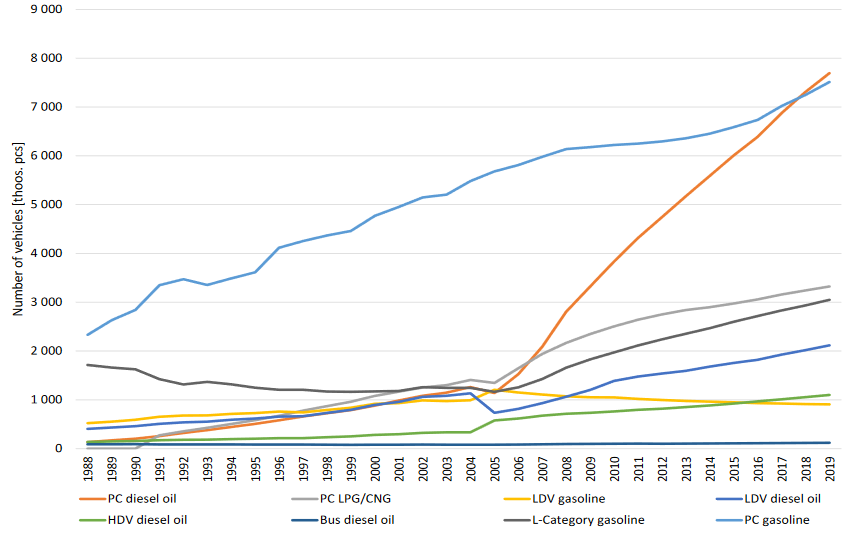 9 000
8 000
7 000
6 000
5 000
4 000
3 000
2 000
1 000
0
Number of vehicles [thoos. pcs]
1988 1989 1990 1991 1992 1993 1994 1995 1996 1997 1998 1999 2000 2001 2002 2003 2004 2005 2006 2007 2008 2009 2010 2011 2012 2013 2014 2015 2016 2017 2018 2019
PC diesel oil PC LPG/CNG LDV gasoline LDV diesel oil
HDV diesel oil Bus diesel oil L-Category gasoline PC gasoline